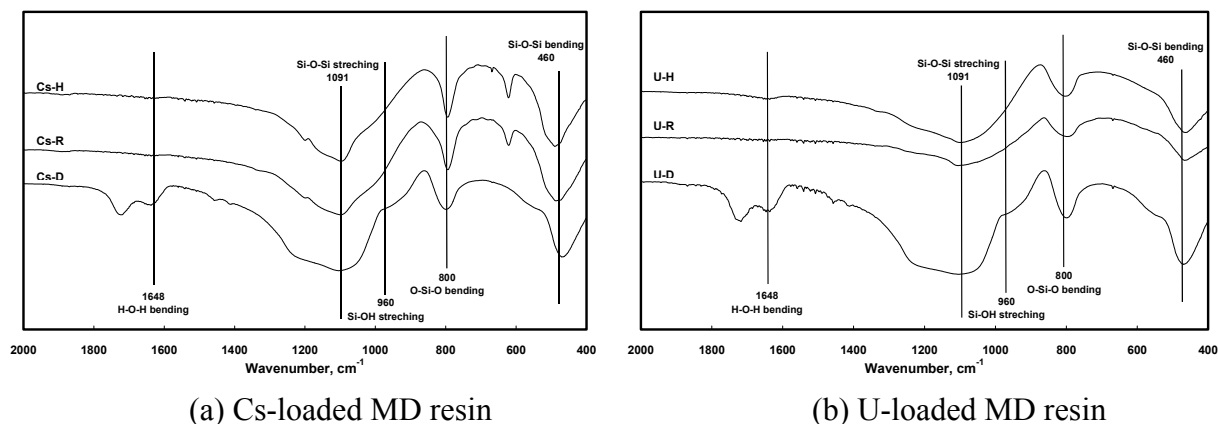 Si-O-Si bending
460
Si-O-Si streching
1091
Cs-H
Cs-R
Cs-D
1648
H-O-H bending
960
Si-OH streching
800
O-Si-O bending
2000 1800 1600 1400 1200 1000 800 600 400
Wavenumber, cm-1
(a) Cs-loaded MD resin
Si-O-Si bending
460
Si-O-Si streching
1091
U-H
U-R
U-D
1648
H-O-H bending
960
Si-OH streching
800
O-Si-O bending
2000 1800 1600 1400 1200 1000 800 600 400
Wavenumber, cm-1
(b) U-loaded MD resin